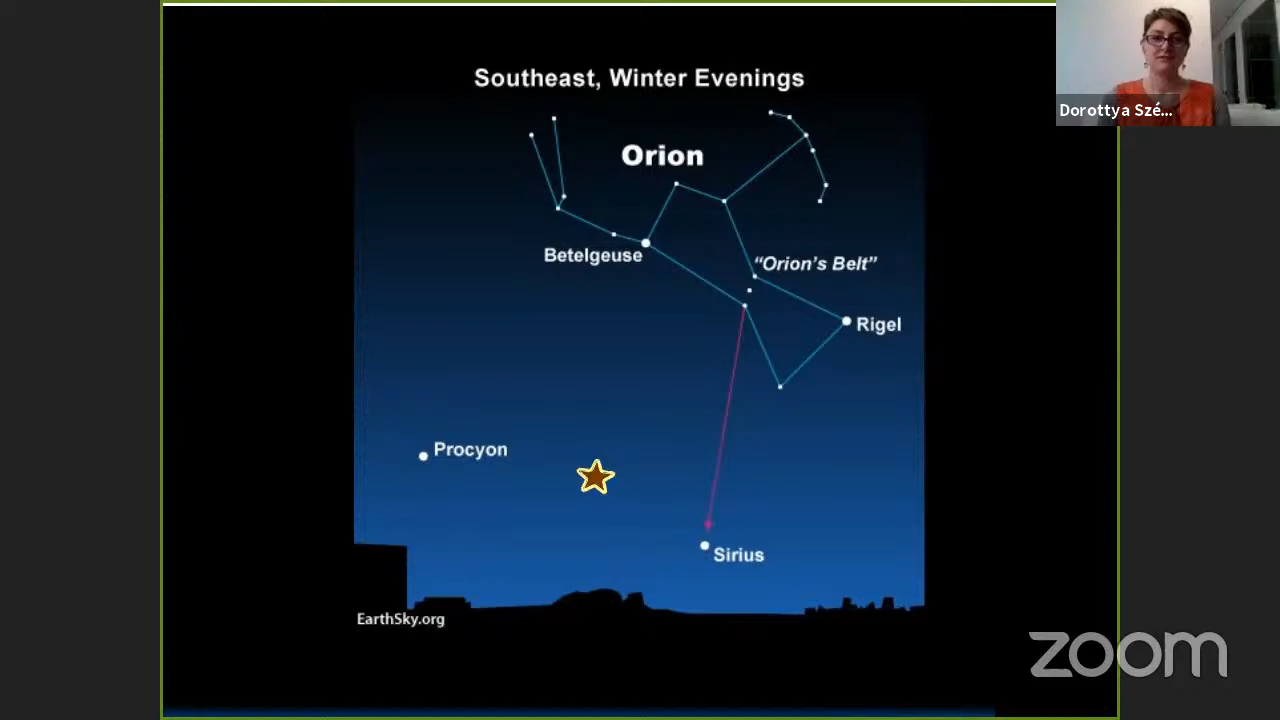 Southeast, Winter Evenings
Orion
Betelgeuse
“Orion’s Belt”
Rigel
Procyon
Sirius
EarthSky.org
Dorottya Szé...
zoom